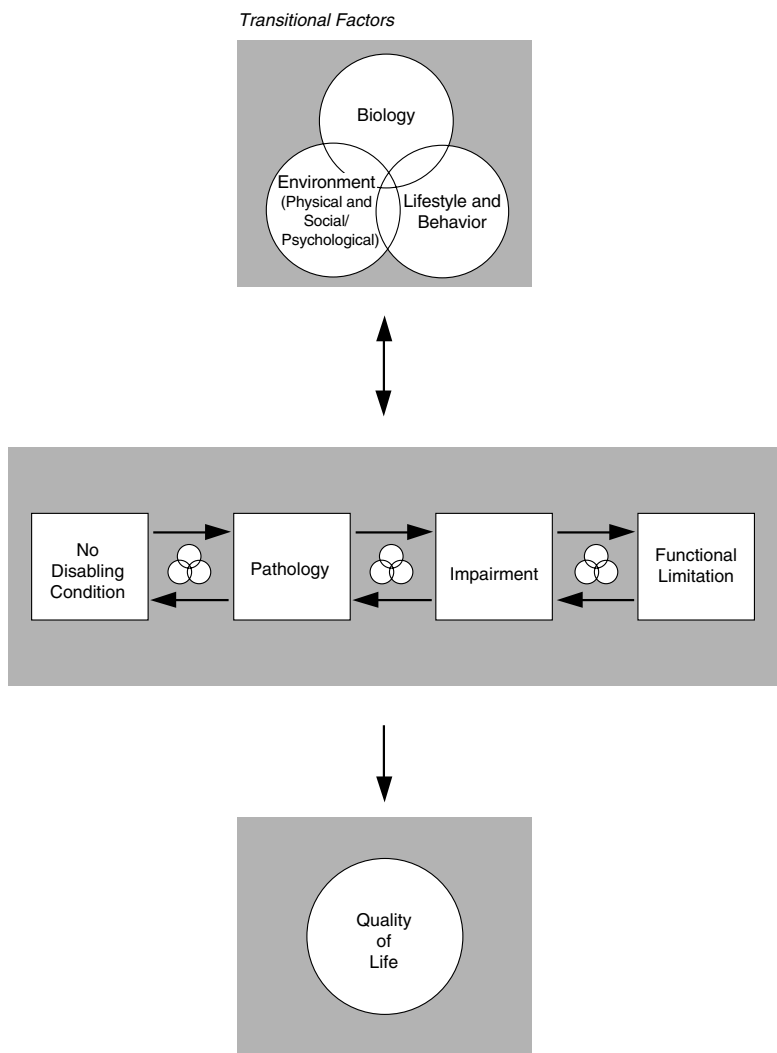 Transitional Factors
Biology
Environment
(Physical and
Social/
Psychological)
Lifestyle and
Behavior
No
Disabling
Condition
Pathology
Impairment
Functional
Limitation
Quality
of
Life